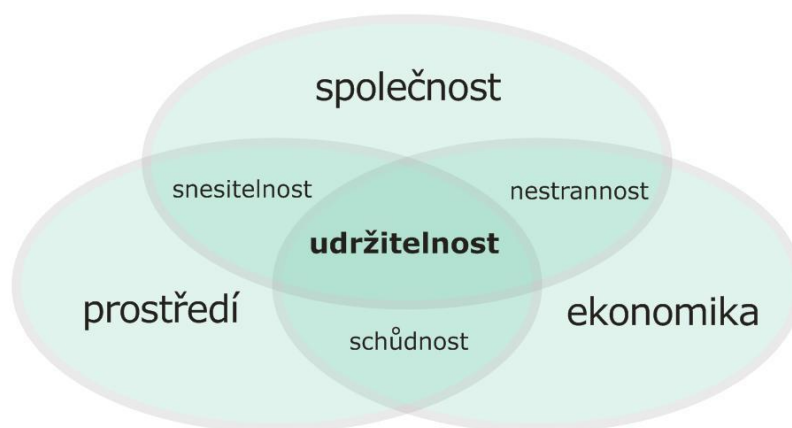 společnost
snesitelnost
nestrannost
udržitelnost
prostředí
ekonomika
schůdnost